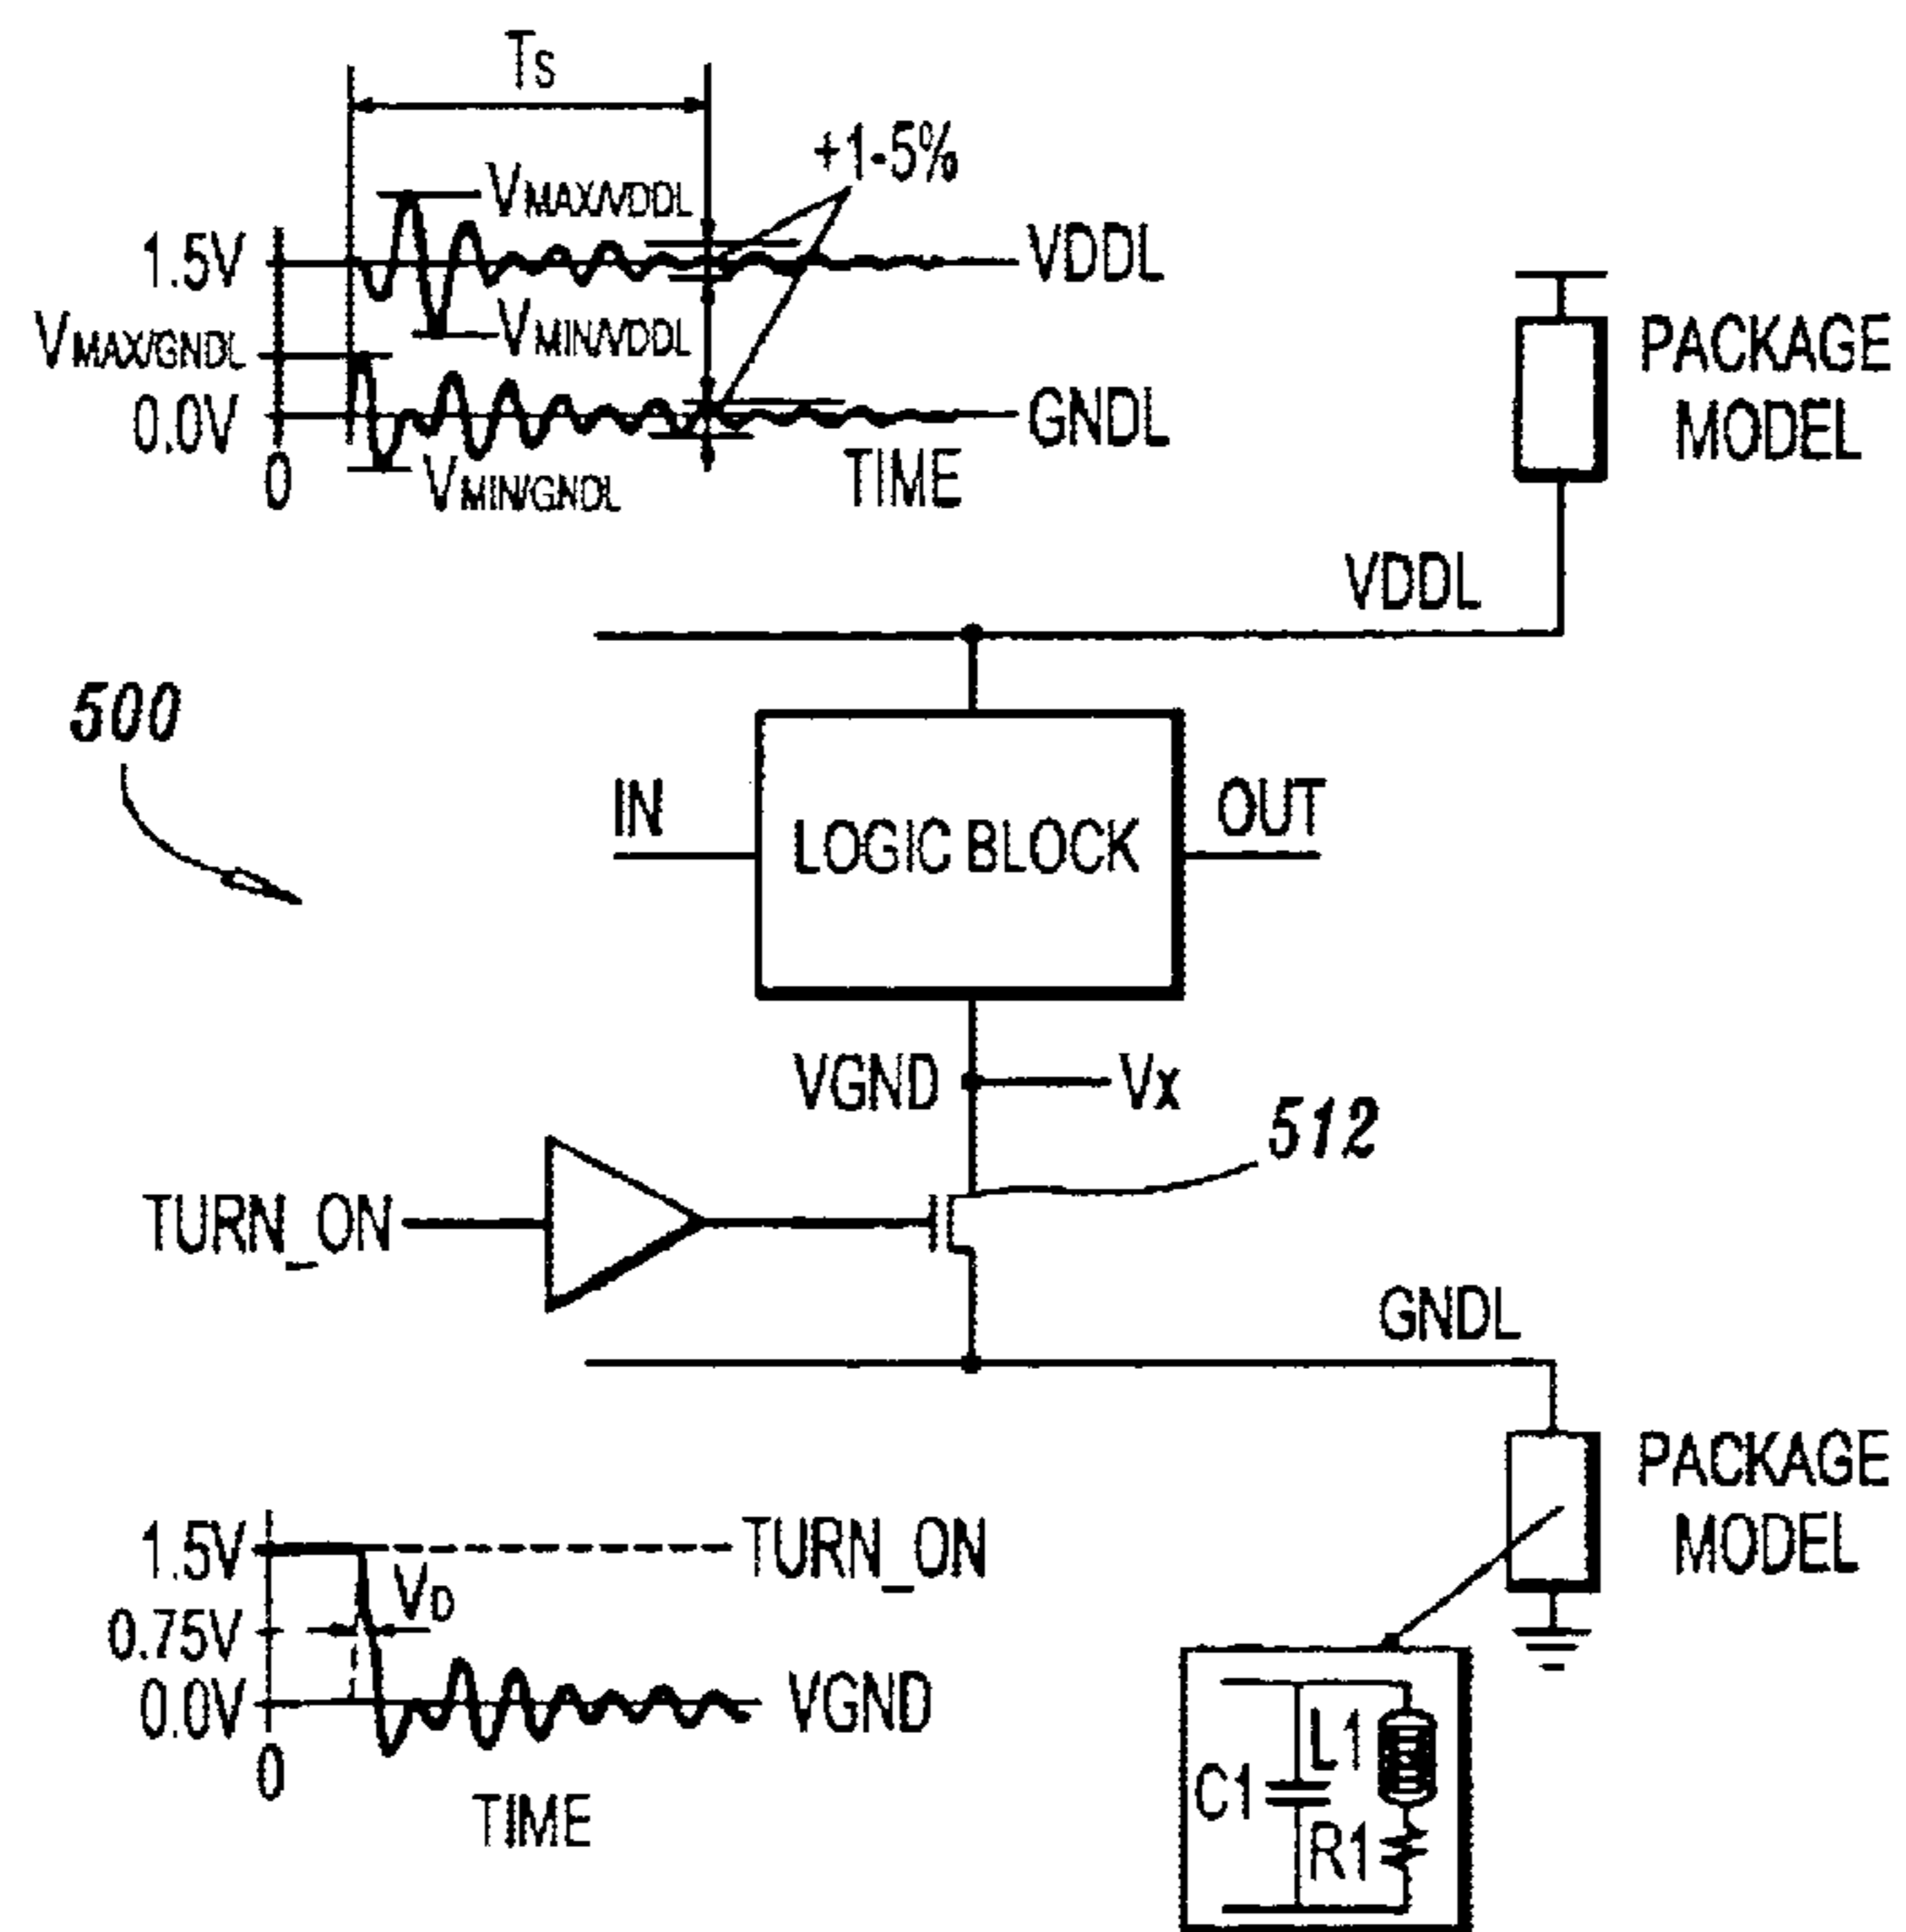 Ts
+1-5%
VMAX/VDDL
1.5V
VDDL
VMIN/VDDL
VMAX/GNDL
0.0V
GNDL
0
VMIN/GNDL
TIME
PACKAGE
MODEL
VDDL
500
IN
LOGIC BLOCK
OUT
VGND
Vx
512
TURN_ON
GNDL
PACKAGE
MODEL
1.5V
TURN_ON
VD
0.75V
0.0V
VGND
0
TIME
L1
C1
R1